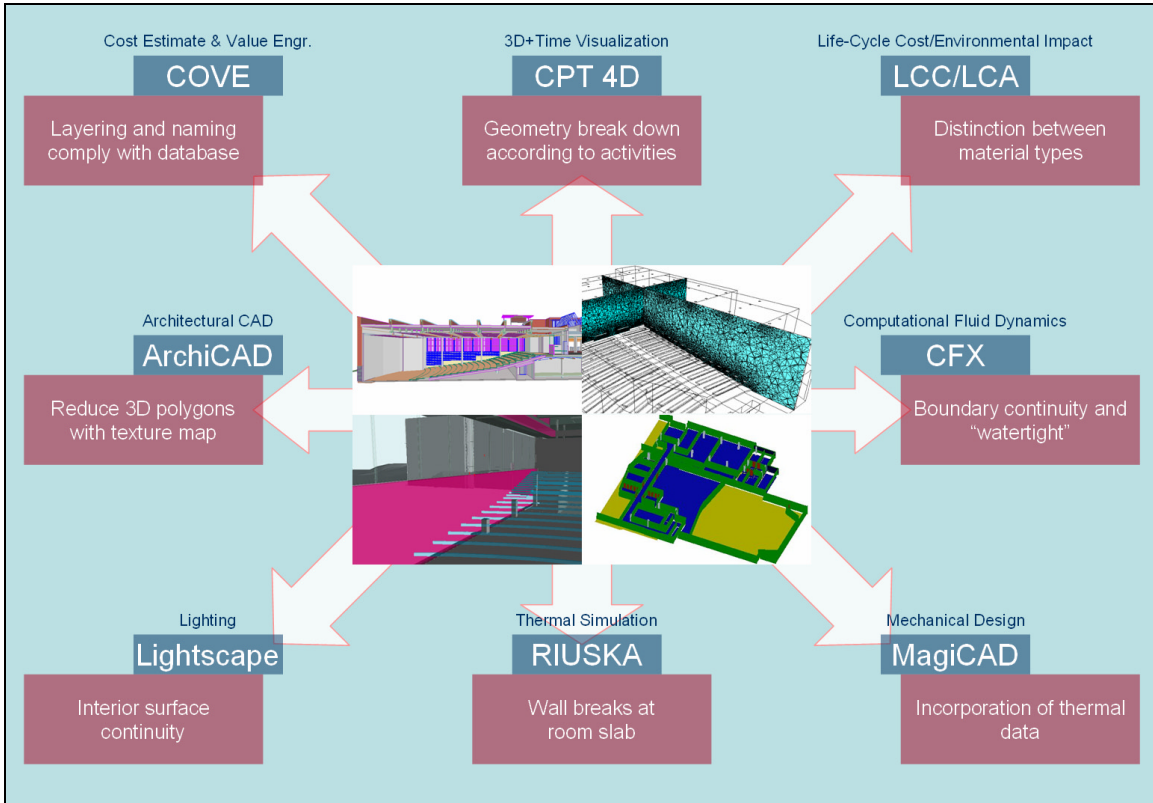 Cost Estimate & Value Engr.
COVE
Layering and naming
comply with database
3D+Time Visualization
CPT 4D
Geometry break down
according to activities
Life-Cycle Cost/Environmental Impact
LCC/LCA
Distinction between
material types
Architectural CAD
ArchiCAD
Reduce 3D polygons
with texture map
Computational Fluid Dynamics
CFX
Boundary continuity and
“watertight”
Lighting
Lightscape
Interior surface
continuity
Thermal Simulation
RIUSKA
Wall breaks at
room slab
Mechanical Design
MagiCAD
Incorporation of thermal
data